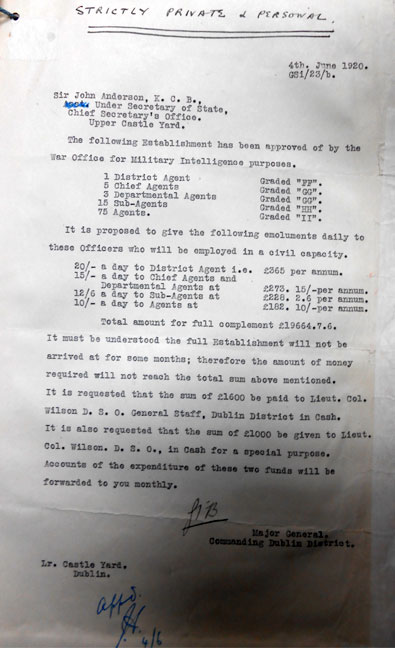 STRICTLY PRIVATE & PERSONAL.
4th. June 1920.
GSi/23/b.
Sir John Anderson, K. C. B.,
Under Secretary of State,
Chief Secretary's Office.
Upper Castle Yard.
The following Establishment has been approved of by the
War Office for Military Intelligence purposes.
1 District Agent Graded "FF".
5 Chief Agents Graded "GG".
3 Departmental Agents Graded "GG".
15 Sub-Agents Graded "HH".
75 Agents. Graded "II".
It is proposed to give the following emoluments daily to
these Officers who will be employed in a civil capacity.
20/- a day to District Agent i.e. £365 per annum.
15/- a day to Chief Agents and
Departmental Agents at £273. 15/-per annum.
12/6 a day to Sub-Agents at £228. 2.6 per annum.
10/- a day to Agents at £182. 10/-per annum.
Total amount for full complement £19664.7.6.
It must be understood the full Establishment will not be
arrived at for some months; therefore the amount of money
required will not reach the total sum above mentioned.
It is requested that the sum of £1600 be paid to Lieut. Col.
Wilson D. S. O. General Staff, Dublin District in Cash.
It is also requested that the sum of £1000 be given to Lieut.
Col. Wilson. D. S. O., in Cash for a special purpose.
Accounts of the expenditure of these two funds will be
forwarded to you monthly.
Major General.
Commanding Dublin District.
Lr. Castle Yard.
Dublin.
appd.
4/6